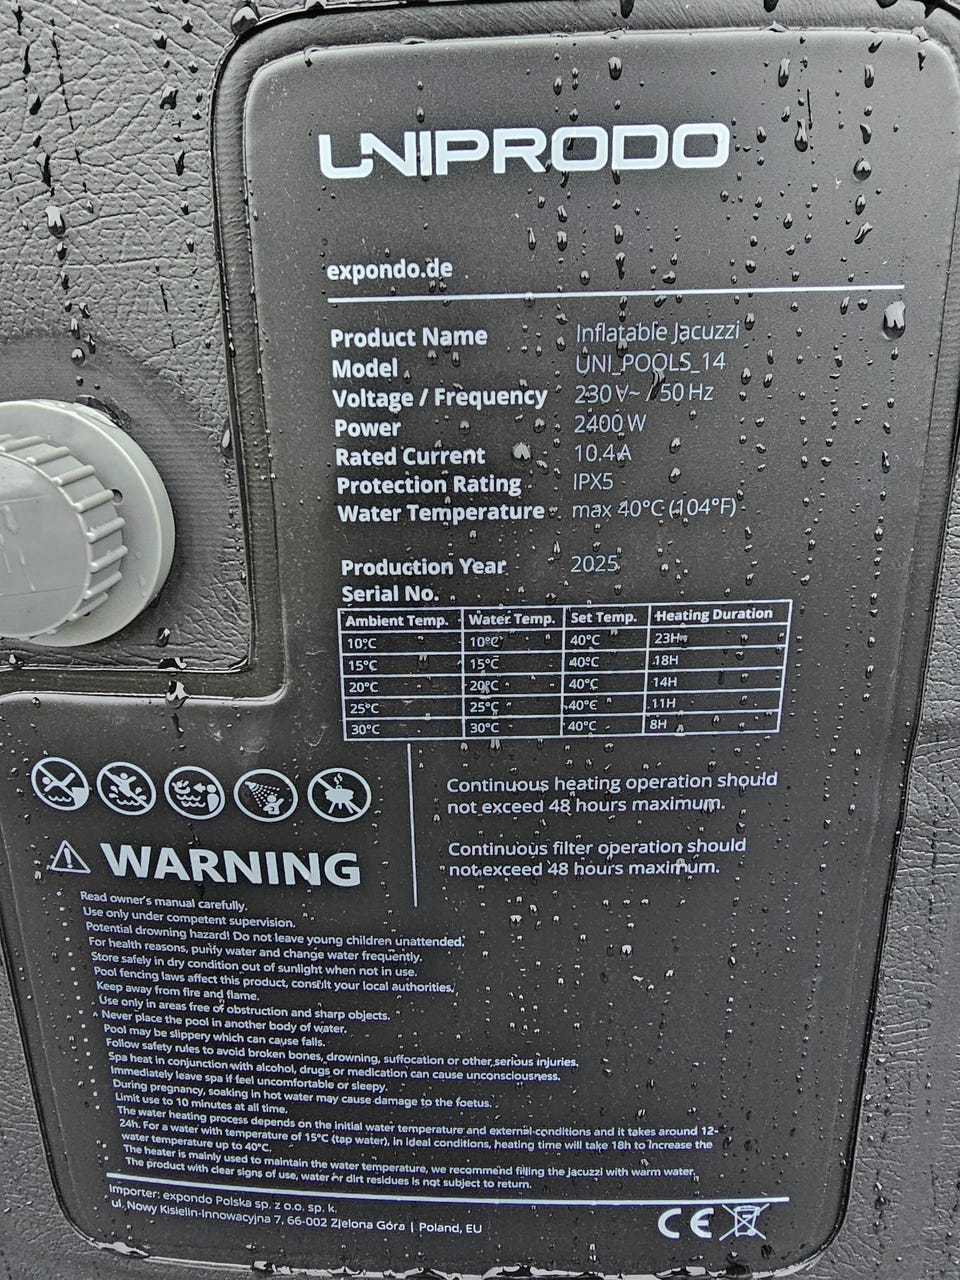 UNIPRODO
expondo.de
Product Name Inflatable Jacuzzi
Model UNI_POOLS_14
Voltage / Frequency 230 V~ / 50 Hz
Power 2400 W
Rated Current 10.4 A
Protection Rating IPX5
Water Temperature max 40°C (104°F)
Production Year 2025
Serial No.
Ambient Temp. Water Temp. Set Temp. Heating Duration
10°C 10°C 40°C 23H
15°C 15°C 40°C 18H
20°C 20°C 40°C 14H
25°C 25°C 40°C 11H
30°C 30°C 40°C 8H
Continuous heating operation should
not exceed 48 hours maximum.
Continuous filter operation should
not exceed 48 hours maximum.
WARNING
Read owner's manual carefully.
Use only under competent supervision.
Potential drowning hazard! Do not leave young children unattended.
For health reasons, purify water and change water frequently.
Store safely in dry condition out of sunlight when not in use.
Pool fencing laws affect this product, consult your local authorities.
Keep away from fire and flame.
Use only in areas free of obstruction and sharp objects.
Never place the pool in another body of water.
Pool may be slippery which can cause falls.
Follow safety rules to avoid broken bones, drowning, suffocation or other serious injuries.
Spa heat in conjunction with alcohol, drugs or medication can cause unconsciousness.
Immediately leave spa if feel uncomfortable or sleepy.
During pregnancy, soaking in hot water may cause damage to the foetus.
Limit use to 10 minutes at all time.
The water heating process depends on the initial water temperature and external conditions and it takes around 12-
24h. For a water with temperature of 15°C (tap water), in ideal conditions, heating time will take 18h to increase the
water temperature up to 40°C.
The heater is mainly used to maintain the water temperature, we recommend filling the jacuzzi with warm water.
The product with clear signs of use, water or dirt residues is not subject to return.
Importer: expondo Polska sp. z o.o. sp. k.
ul. Nowy Kisielin-Innowacyjna 7, 66-002 Zielona Góra | Poland, EU
CE